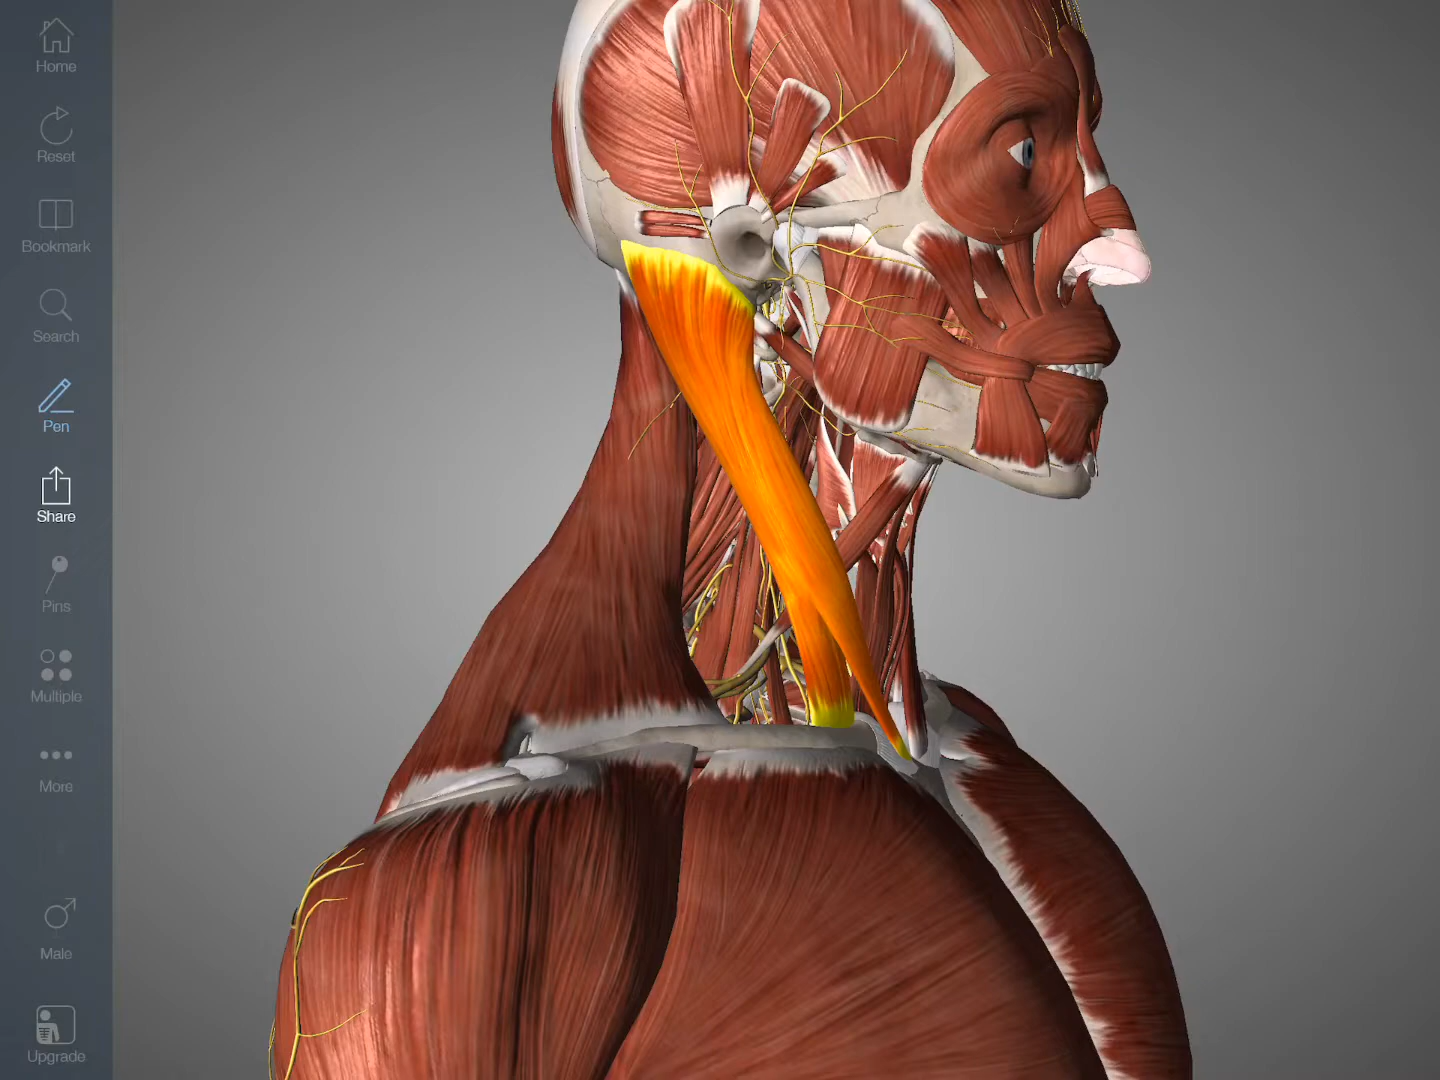 Home
Reset
Bookmark
Search
Pen
Share
Pins
Multiple
More
Male
Upgrade